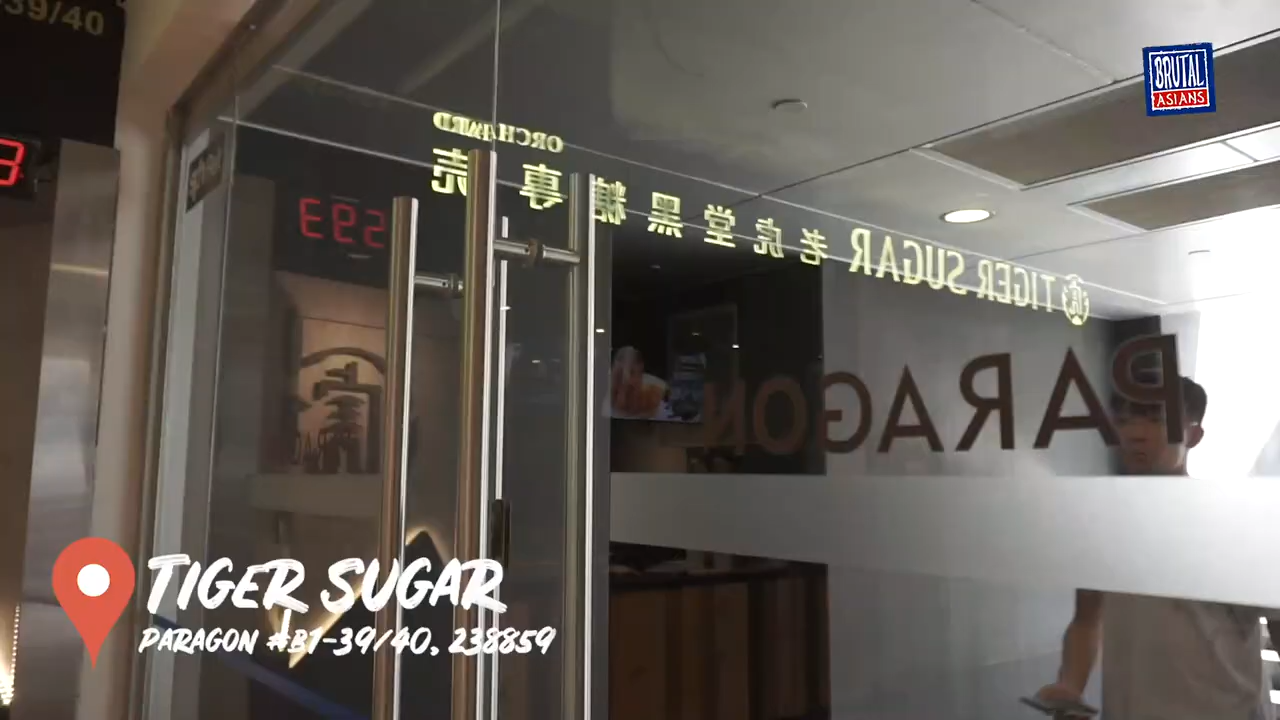 39/40
BRUTAL
ASIANS
ORCHARD
TIGER SUGAR 老虎堂黑糖專売
593
PARAGON
TIGER SUGAR
PARAGON #B1-39/40, 238859